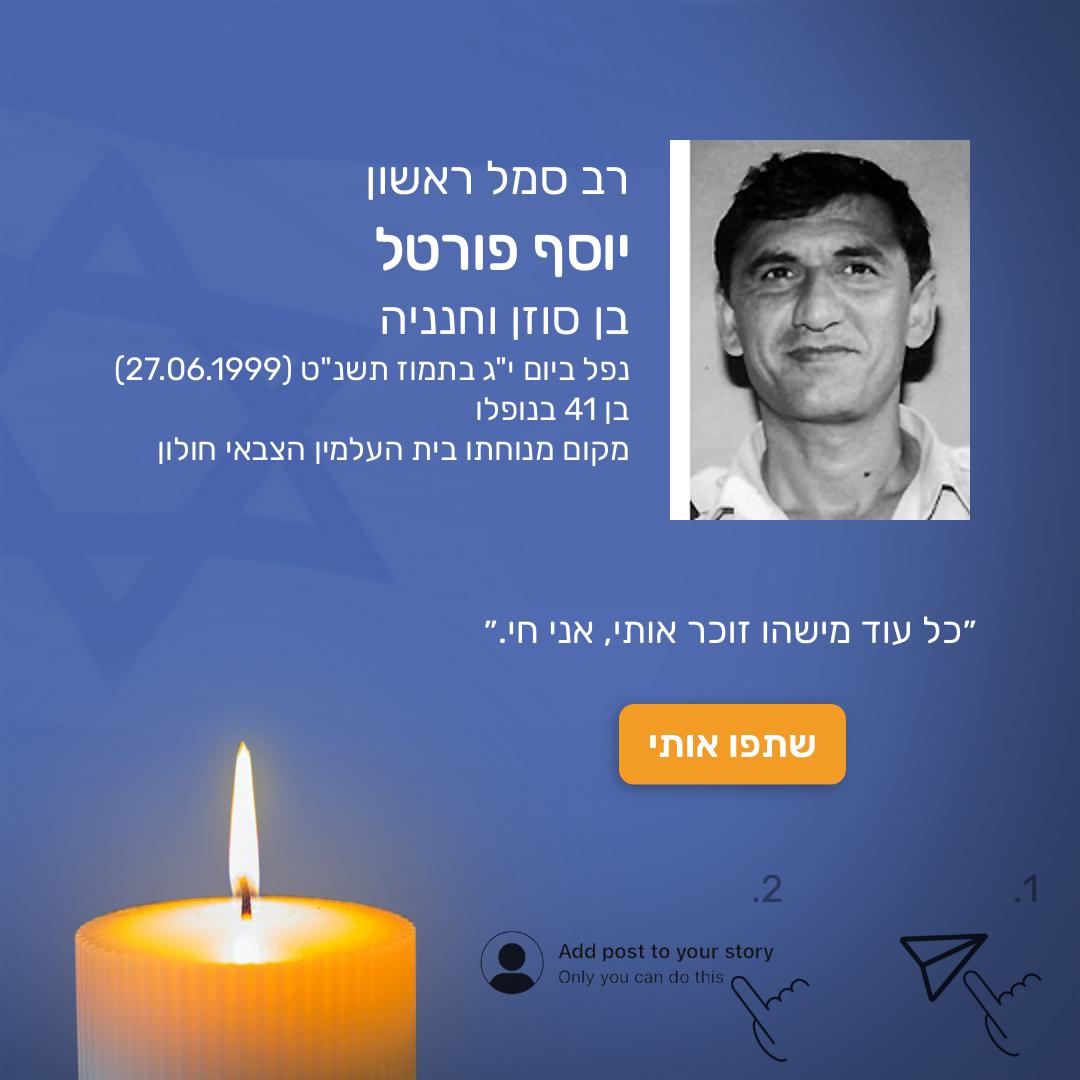 רב סמל ראשון
יוסף פורטל
בן סוזן וחנניה
נפל ביום י"ג בתמוז תשנ"ט (27.06.1999)
בן 41 בנופלו
מקום מנוחתו בית העלמין הצבאי חולון
״כל עוד מישהו זוכר אותי, אני חי.״
שתפו אותי
.1
.2
Add post to your story
Only you can do this